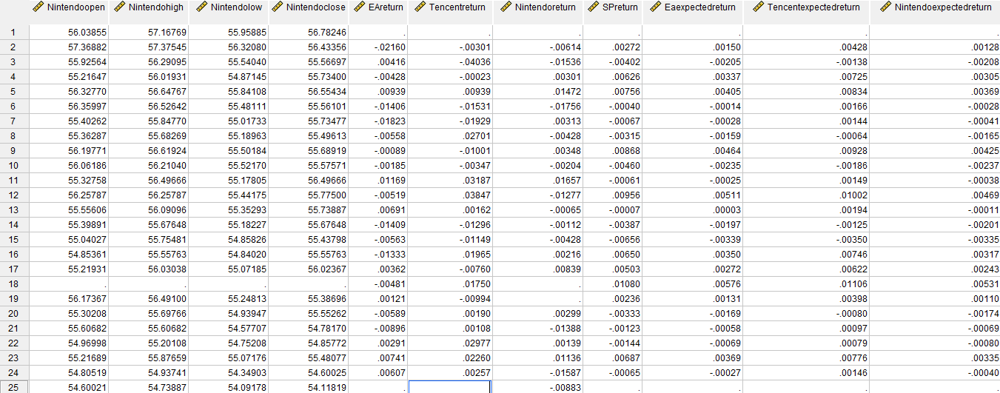 Nintendoopen Nintendohigh Nintendolow Nintendoclose EAreturn Tencentreturn Nintendoreturn SPreturn Eaexpectedreturn Tencentexpectedreturn Nintendoexpectedreturn
1 56.03855 57.16769 55.95885 56.78246 . . . . . . .
2 57.36882 57.37545 56.32080 56.43356 -.02160 -.00301 -.00614 .00272 .00150 .00428 .00128
3 55.92564 56.29095 55.54040 55.56697 .00416 -.04036 -.01536 -.00402 -.00205 -.00138 -.00208
4 55.21647 56.01931 54.87145 55.73400 -.00428 -.00023 .00301 .00626 .00337 .00725 .00305
5 56.32770 56.64767 55.84108 56.55434 .00939 .00939 .01472 .00756 .00405 .00834 .00369
6 56.35997 56.52642 55.48111 55.56101 -.01406 -.01531 -.01756 -.00040 -.00014 .00166 -.00028
7 55.40262 55.84770 55.01733 55.73477 -.01823 -.01929 .00313 -.00067 -.00028 .00144 -.00041
8 55.36287 55.68269 55.18963 55.49613 -.00558 .02701 -.00428 -.00315 -.00159 -.00064 -.00165
9 56.19771 56.61924 55.50184 55.68919 -.00089 -.01001 .00348 .00868 .00464 .00928 .00425
10 56.06186 56.21040 55.52170 55.57571 -.00185 -.00347 -.00204 -.00460 -.00235 -.00186 -.00237
11 55.32758 56.49666 55.17805 56.49666 .01169 .03187 .01657 -.00061 -.00025 .00149 -.00038
12 56.25787 56.25787 55.44175 55.77500 -.00519 .03847 -.01277 .00956 .00511 .01002 .00469
13 55.55606 56.09096 55.35293 55.73887 .00691 .00162 -.00065 -.00007 .00003 .00194 -.00011
14 55.39891 55.67648 55.18227 55.67648 -.01409 -.01296 -.00112 -.00387 -.00197 -.00125 -.00201
15 55.04027 55.75481 54.85826 55.43798 -.00563 -.01149 -.00428 -.00656 -.00339 -.00350 -.00335
16 54.85361 55.55763 54.84020 55.55763 -.01333 .01965 .00216 .00650 .00350 .00746 .00317
17 55.21931 56.03038 55.07185 56.02367 .00362 -.00760 .00839 .00503 .00272 .00622 .00243
18 . . . . -.00481 .01750 . .01080 .00576 .01106 .00531
19 56.17367 56.49100 55.24813 55.38696 .00121 -.00994 . .00236 .00131 .00398 .00110
20 55.30208 55.69766 54.93947 55.55262 -.00589 .00190 .00299 -.00333 -.00169 -.00080 -.00174
21 55.60682 55.60682 54.57707 54.78170 -.00896 .00108 -.01388 -.00123 -.00058 .00097 -.00069
22 54.96998 55.20108 54.75208 54.85772 .00291 .02977 .00139 -.00144 -.00069 .00079 -.00080
23 55.21689 55.87659 55.07176 55.48077 .00741 .02260 .01136 .00687 .00369 .00776 .00335
24 54.80519 54.93741 54.34903 54.60025 .00607 .00257 -.01587 -.00065 -.00027 .00146 -.00040
25 54.60021 54.73887 54.09178 54.11819 . -.00883 . . . .